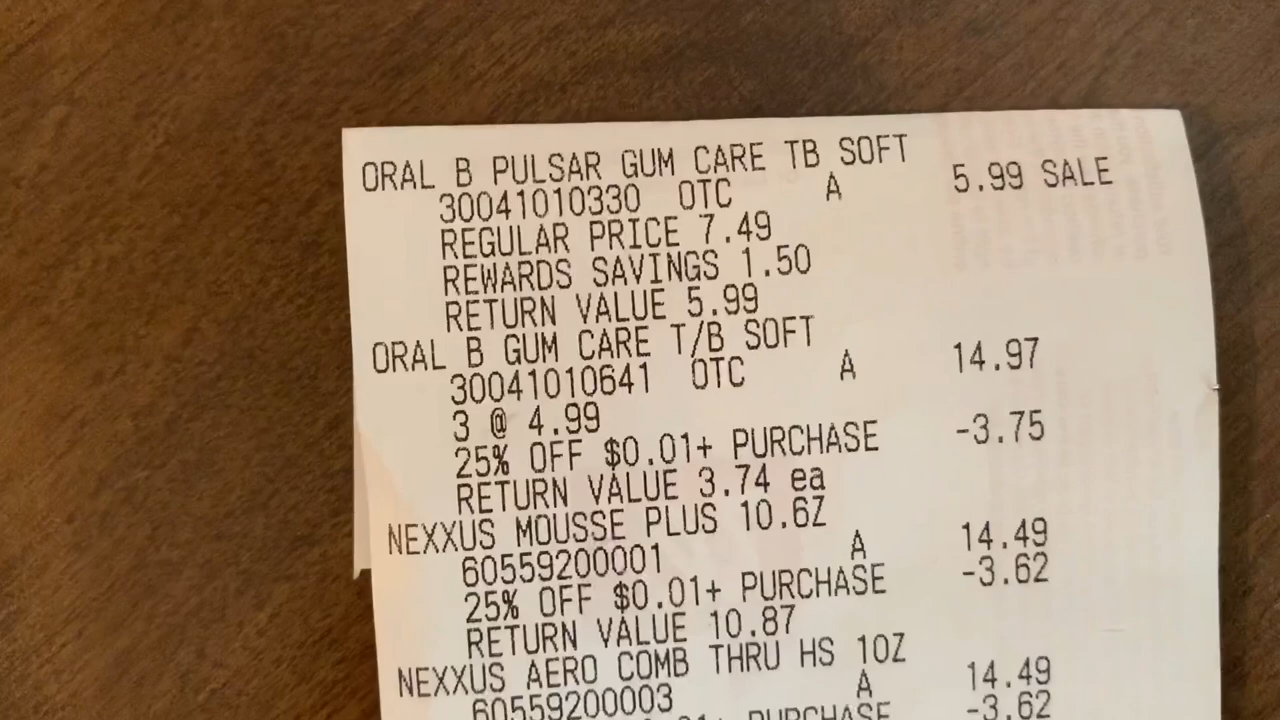 ORAL B PULSAR GUM CARE TB SOFT
30041010330 OTC A 5.99 SALE
REGULAR PRICE 7.49
REWARDS SAVINGS 1.50
RETURN VALUE 5.99
ORAL B GUM CARE T/B SOFT
30041010641 OTC A 14.97
3 @ 4.99
25% OFF $0.01+ PURCHASE -3.75
RETURN VALUE 3.74 ea
NEXXUS MOUSSE PLUS 10.6Z
60559200001 A 14.49
25% OFF $0.01+ PURCHASE -3.62
RETURN VALUE 10.87
NEXXUS AERO COMB THRU HS 10Z
60559200003 A 14.49
0.01+ PURCHASE -3.62